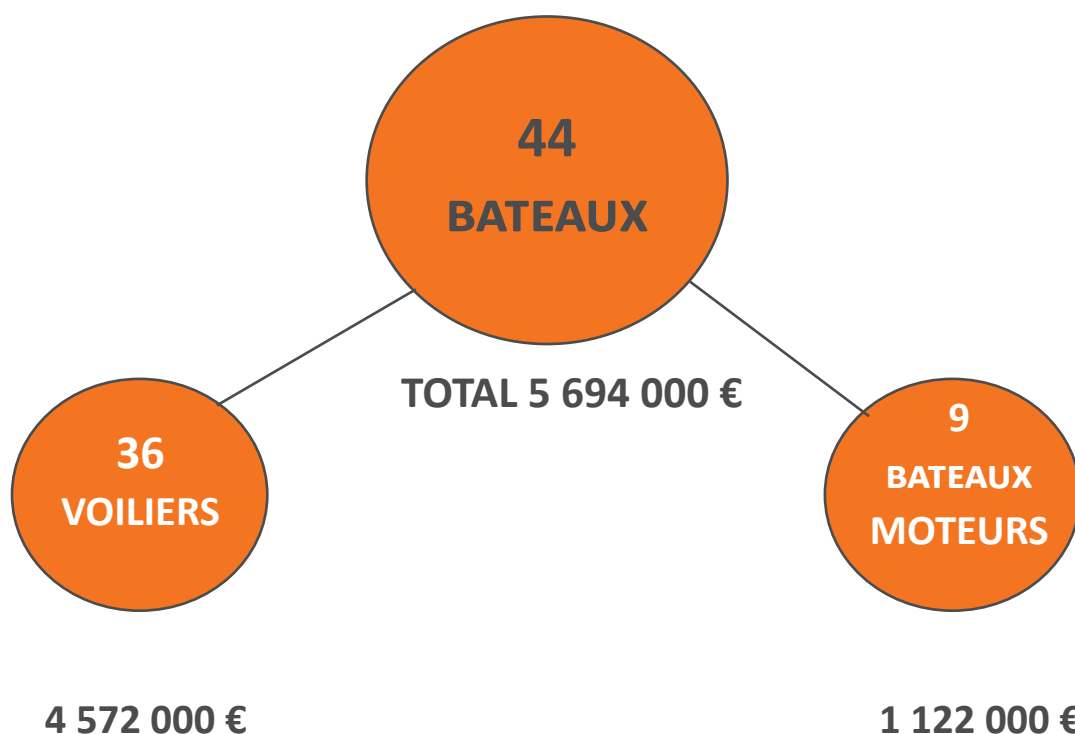 44
BATEAUX
TOTAL 5 694 000 €
36
VOILIERS
9
BATEAUX
MOTEURS
4 572 000 €
1 122 000 €